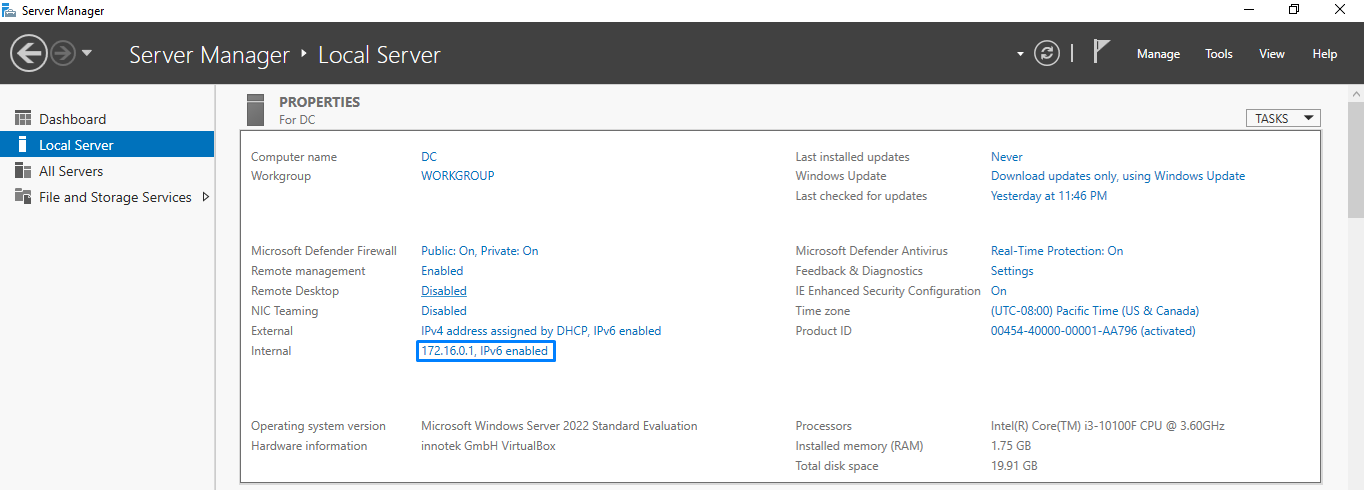 Server Manager
Server Manager ‣ Local Server
Manage Tools View Help
Dashboard
Local Server
All Servers
File and Storage Services
PROPERTIES
For DC
TASKS
Computer name DC
Workgroup WORKGROUP
Last installed updates Never
Windows Update Download updates only, using Windows Update
Last checked for updates Yesterday at 11:46 PM
Microsoft Defender Firewall Public: On, Private: On
Remote management Enabled
Remote Desktop Disabled
NIC Teaming Disabled
External IPv4 address assigned by DHCP, IPv6 enabled
Internal 172.16.0.1, IPv6 enabled
Microsoft Defender Antivirus Real-Time Protection: On
Feedback & Diagnostics Settings
IE Enhanced Security Configuration On
Time zone (UTC-08:00) Pacific Time (US & Canada)
Product ID 00454-40000-00001-AA796 (activated)
Operating system version Microsoft Windows Server 2022 Standard Evaluation
Hardware information innotek GmbH VirtualBox
Processors Intel(R) Core(TM) i3-10100F CPU @ 3.60GHz
Installed memory (RAM) 1.75 GB
Total disk space 19.91 GB